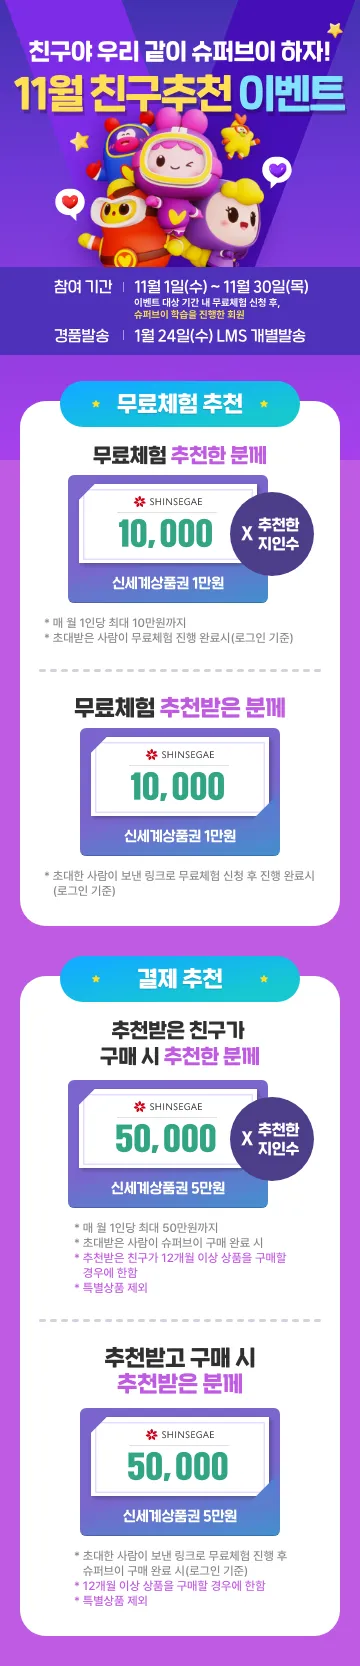 친구야 우리 같이 슈퍼브이 하자!
11월 친구추천 이벤트
참여 기간 | 11월 1일(수) ~ 11월 30일(목)
이벤트 대상 기간 내 무료체험 신청 후,
슈퍼브이 학습을 진행한 회원
경품발송 | 1월 24일(수) LMS 개별발송
무료체험 추천
무료체험 추천한 분께
SHINSEGAE
10,000
X 추천한
지인수
신세계상품권 1만원
* 매 월 1인당 최대 10만원까지
* 초대받은 사람이 무료체험 진행 완료시(로그인 기준)
무료체험 추천받은 분께
SHINSEGAE
10,000
신세계상품권 1만원
* 초대한 사람이 보낸 링크로 무료체험 신청 후 진행 완료시
(로그인 기준)
결제 추천
추천받은 친구가
구매 시 추천한 분께
SHINSEGAE
50,000
X 추천한
지인수
신세계상품권 5만원
* 매 월 1인당 최대 50만원까지
* 초대받은 사람이 슈퍼브이 구매 완료 시
* 추천받은 친구가 12개월 이상 상품을 구매할
경우에 한함
* 특별상품 제외
추천받고 구매 시
추천받은 분께
SHINSEGAE
50,000
신세계상품권 5만원
* 초대한 사람이 보낸 링크로 무료체험 진행 후
슈퍼브이 구매 완료 시(로그인 기준)
* 12개월 이상 상품을 구매할 경우에 한함
* 특별상품 제외